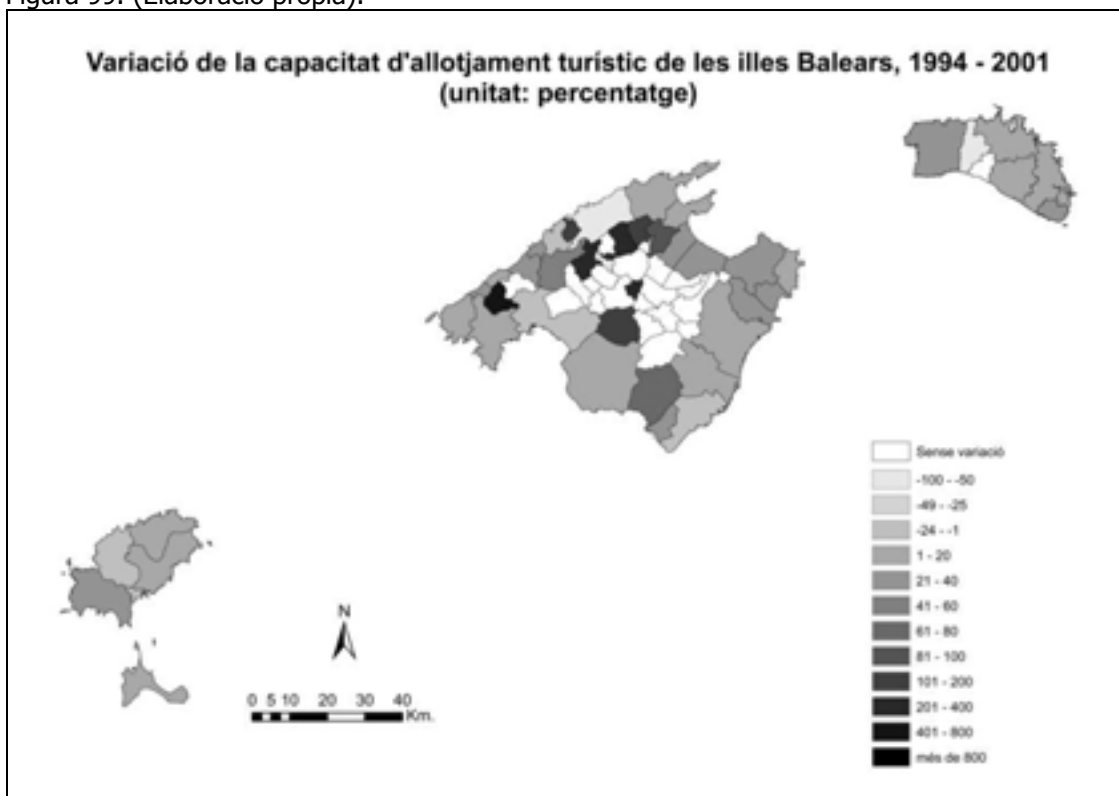 Figura 99. (Elaboració pròpia).
Variació de la capacitat d'allotjament turístic de les illes Balears, 1994 - 2001
(unitat: percentatge)
Sense variació
-100 - -50
-49 - -25
-24 - -1
1 - 20
21 - 40
41 - 60
61 - 80
81 - 100
101 - 200
201 - 400
401 - 800
més de 800
N
0 5 10 20 30 40
Km.